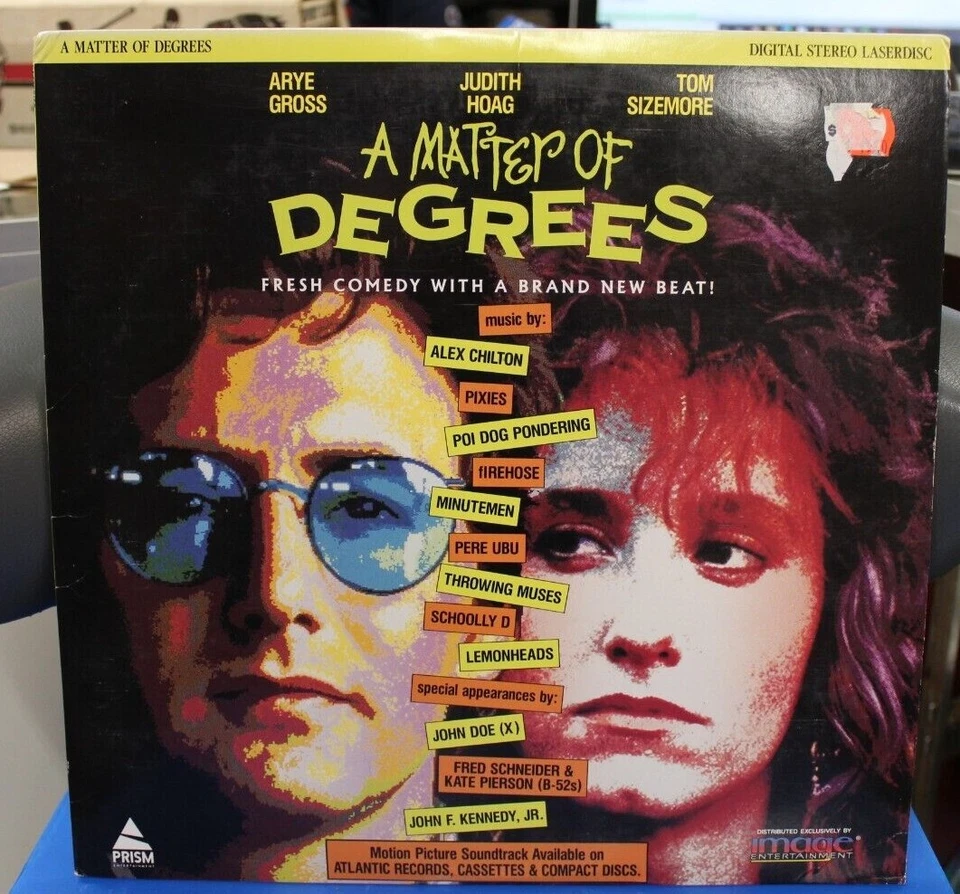 A MATTER OF DEGREES
DIGITAL STEREO LASERDISC
ARYE
GROSS
JUDITH
HOAG
TOM
SIZEMORE
A MATTER OF
DEGREES
FRESH COMEDY WITH A BRAND NEW BEAT!
music by:
ALEX CHILTON
PIXIES
POI DOG PONDERING
fIREHOSE
MINUTEMEN
PERE UBU
THROWING MUSES
SCHOOLLY D
LEMONHEADS
special appearances by:
JOHN DOE (X)
FRED SCHNEIDER &
KATE PIERSON (B-52s)
JOHN F. KENNEDY, JR.
Motion Picture Soundtrack Available on
ATLANTIC RECORDS, CASSETTES & COMPACT DISCS.
PRISM
ENTERTAINMENT
DISTRIBUTED EXCLUSIVELY BY
image
ENTERTAINMENT
$